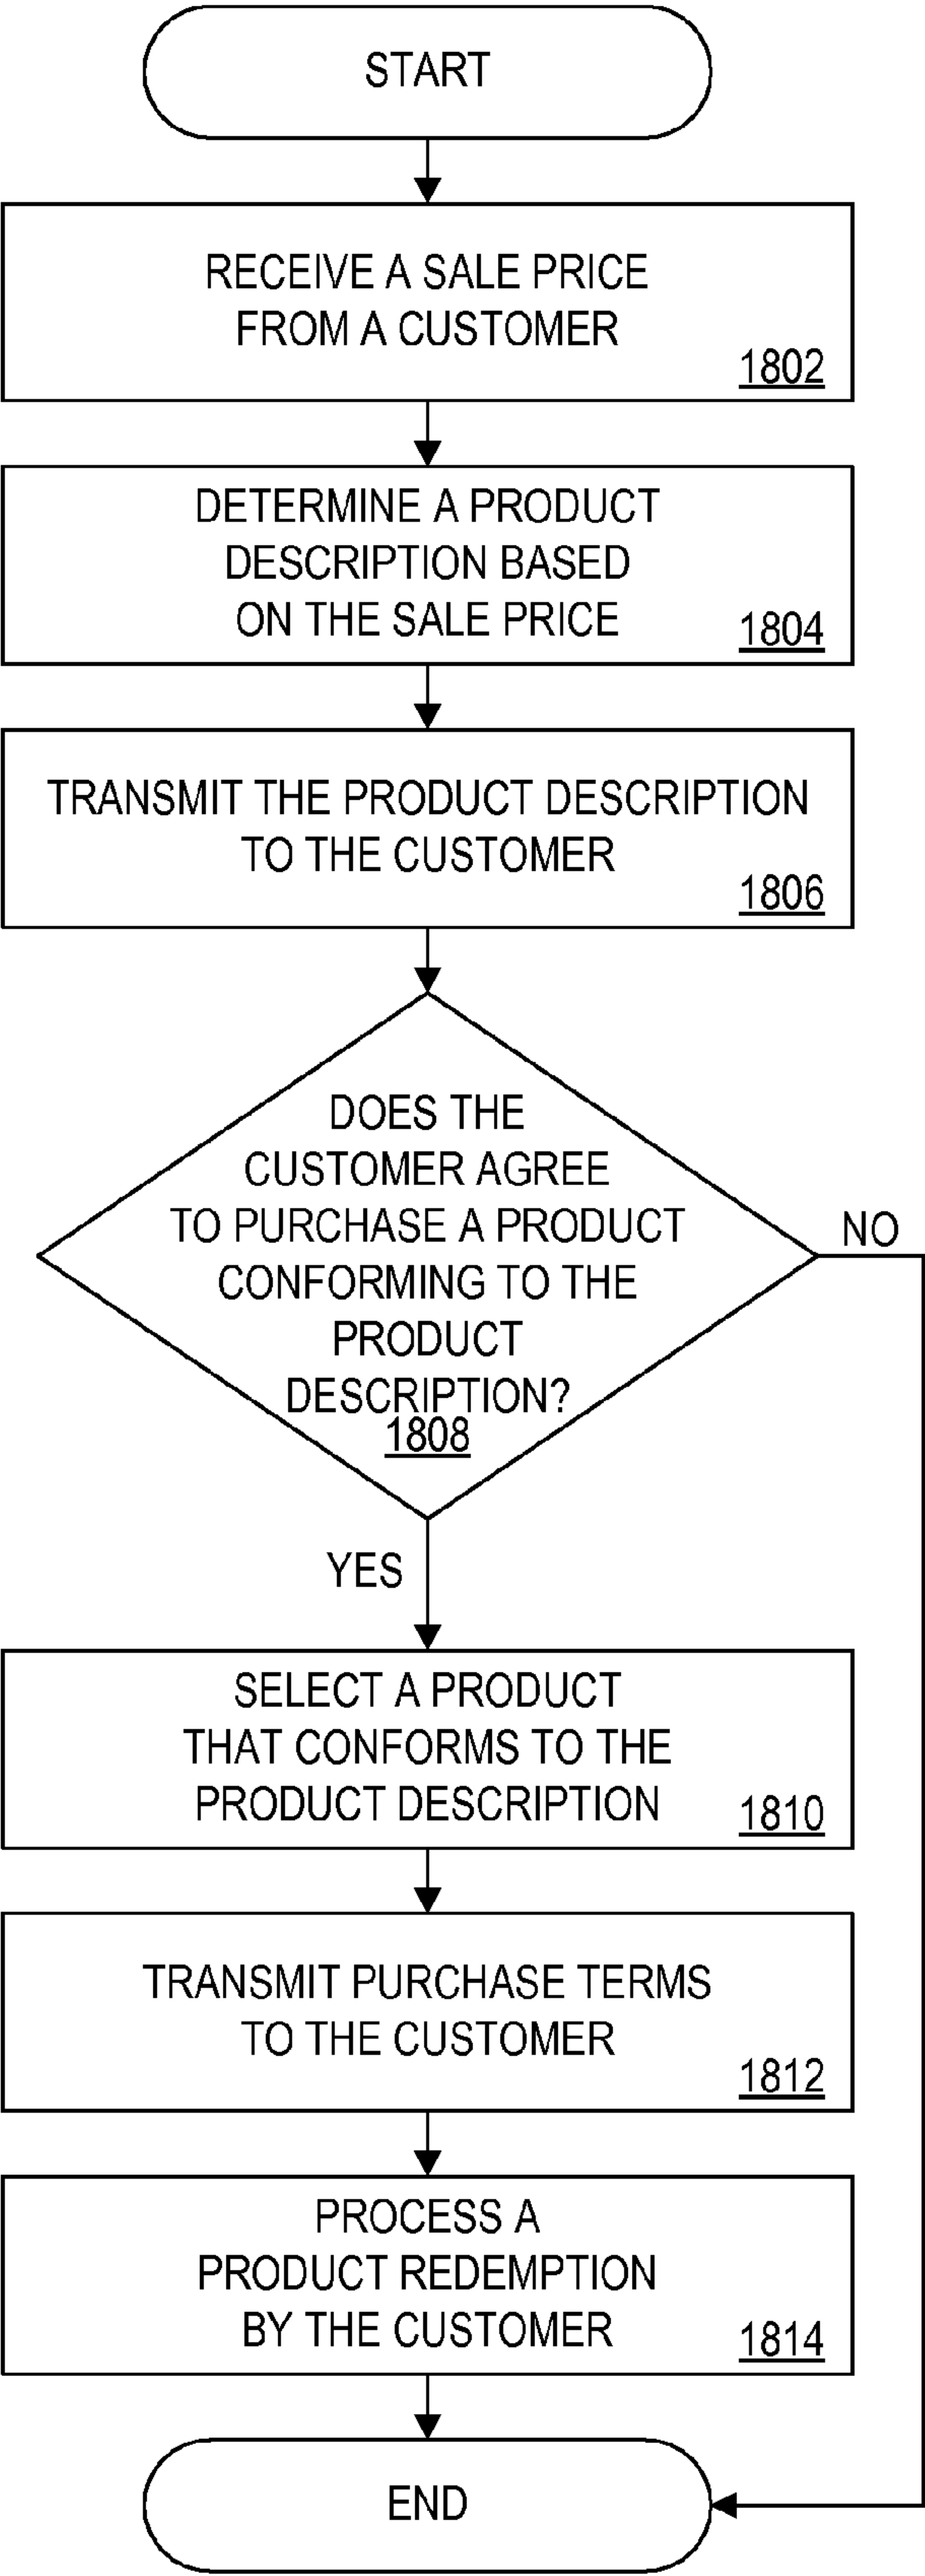 START
RECEIVE A SALE PRICE
FROM A CUSTOMER
1802
DETERMINE A PRODUCT
DESCRIPTION BASED
ON THE SALE PRICE
1804
TRANSMIT THE PRODUCT DESCRIPTION
TO THE CUSTOMER
1806
DOES THE
CUSTOMER AGREE
TO PURCHASE A PRODUCT
CONFORMING TO THE
PRODUCT
DESCRIPTION?
1808
NO
YES
SELECT A PRODUCT
THAT CONFORMS TO THE
PRODUCT DESCRIPTION
1810
TRANSMIT PURCHASE TERMS
TO THE CUSTOMER
1812
PROCESS A
PRODUCT REDEMPTION
BY THE CUSTOMER
1814
END